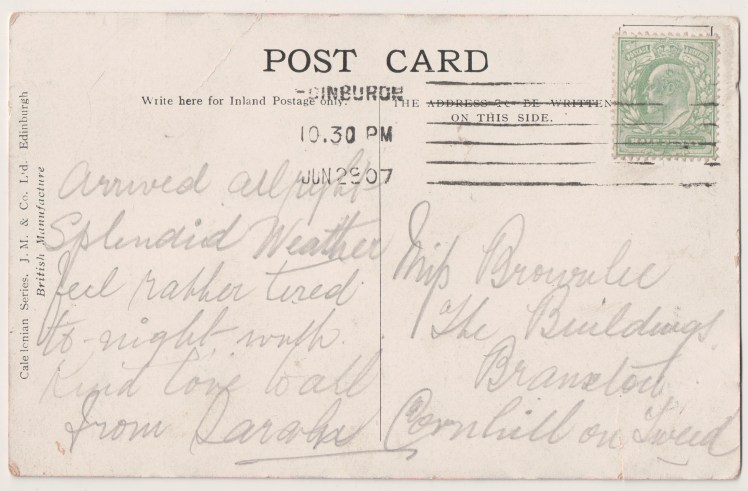 POST CARD
Write here for Inland Postage only.
THE ADDRESS TO BE WRITTEN
ON THIS SIDE.
EDINBURGH
10.30 PM
JUN 29 07
Caledonian Series. J. M. & Co. Ltd. Edinburgh
British Manufacture
Arrived allright
Splendid Weather
feel rather tired
to-night with
Kind love to all
from Sarah
Miss Brownlee
The Buildings
Branxton
Cornhill on Tweed